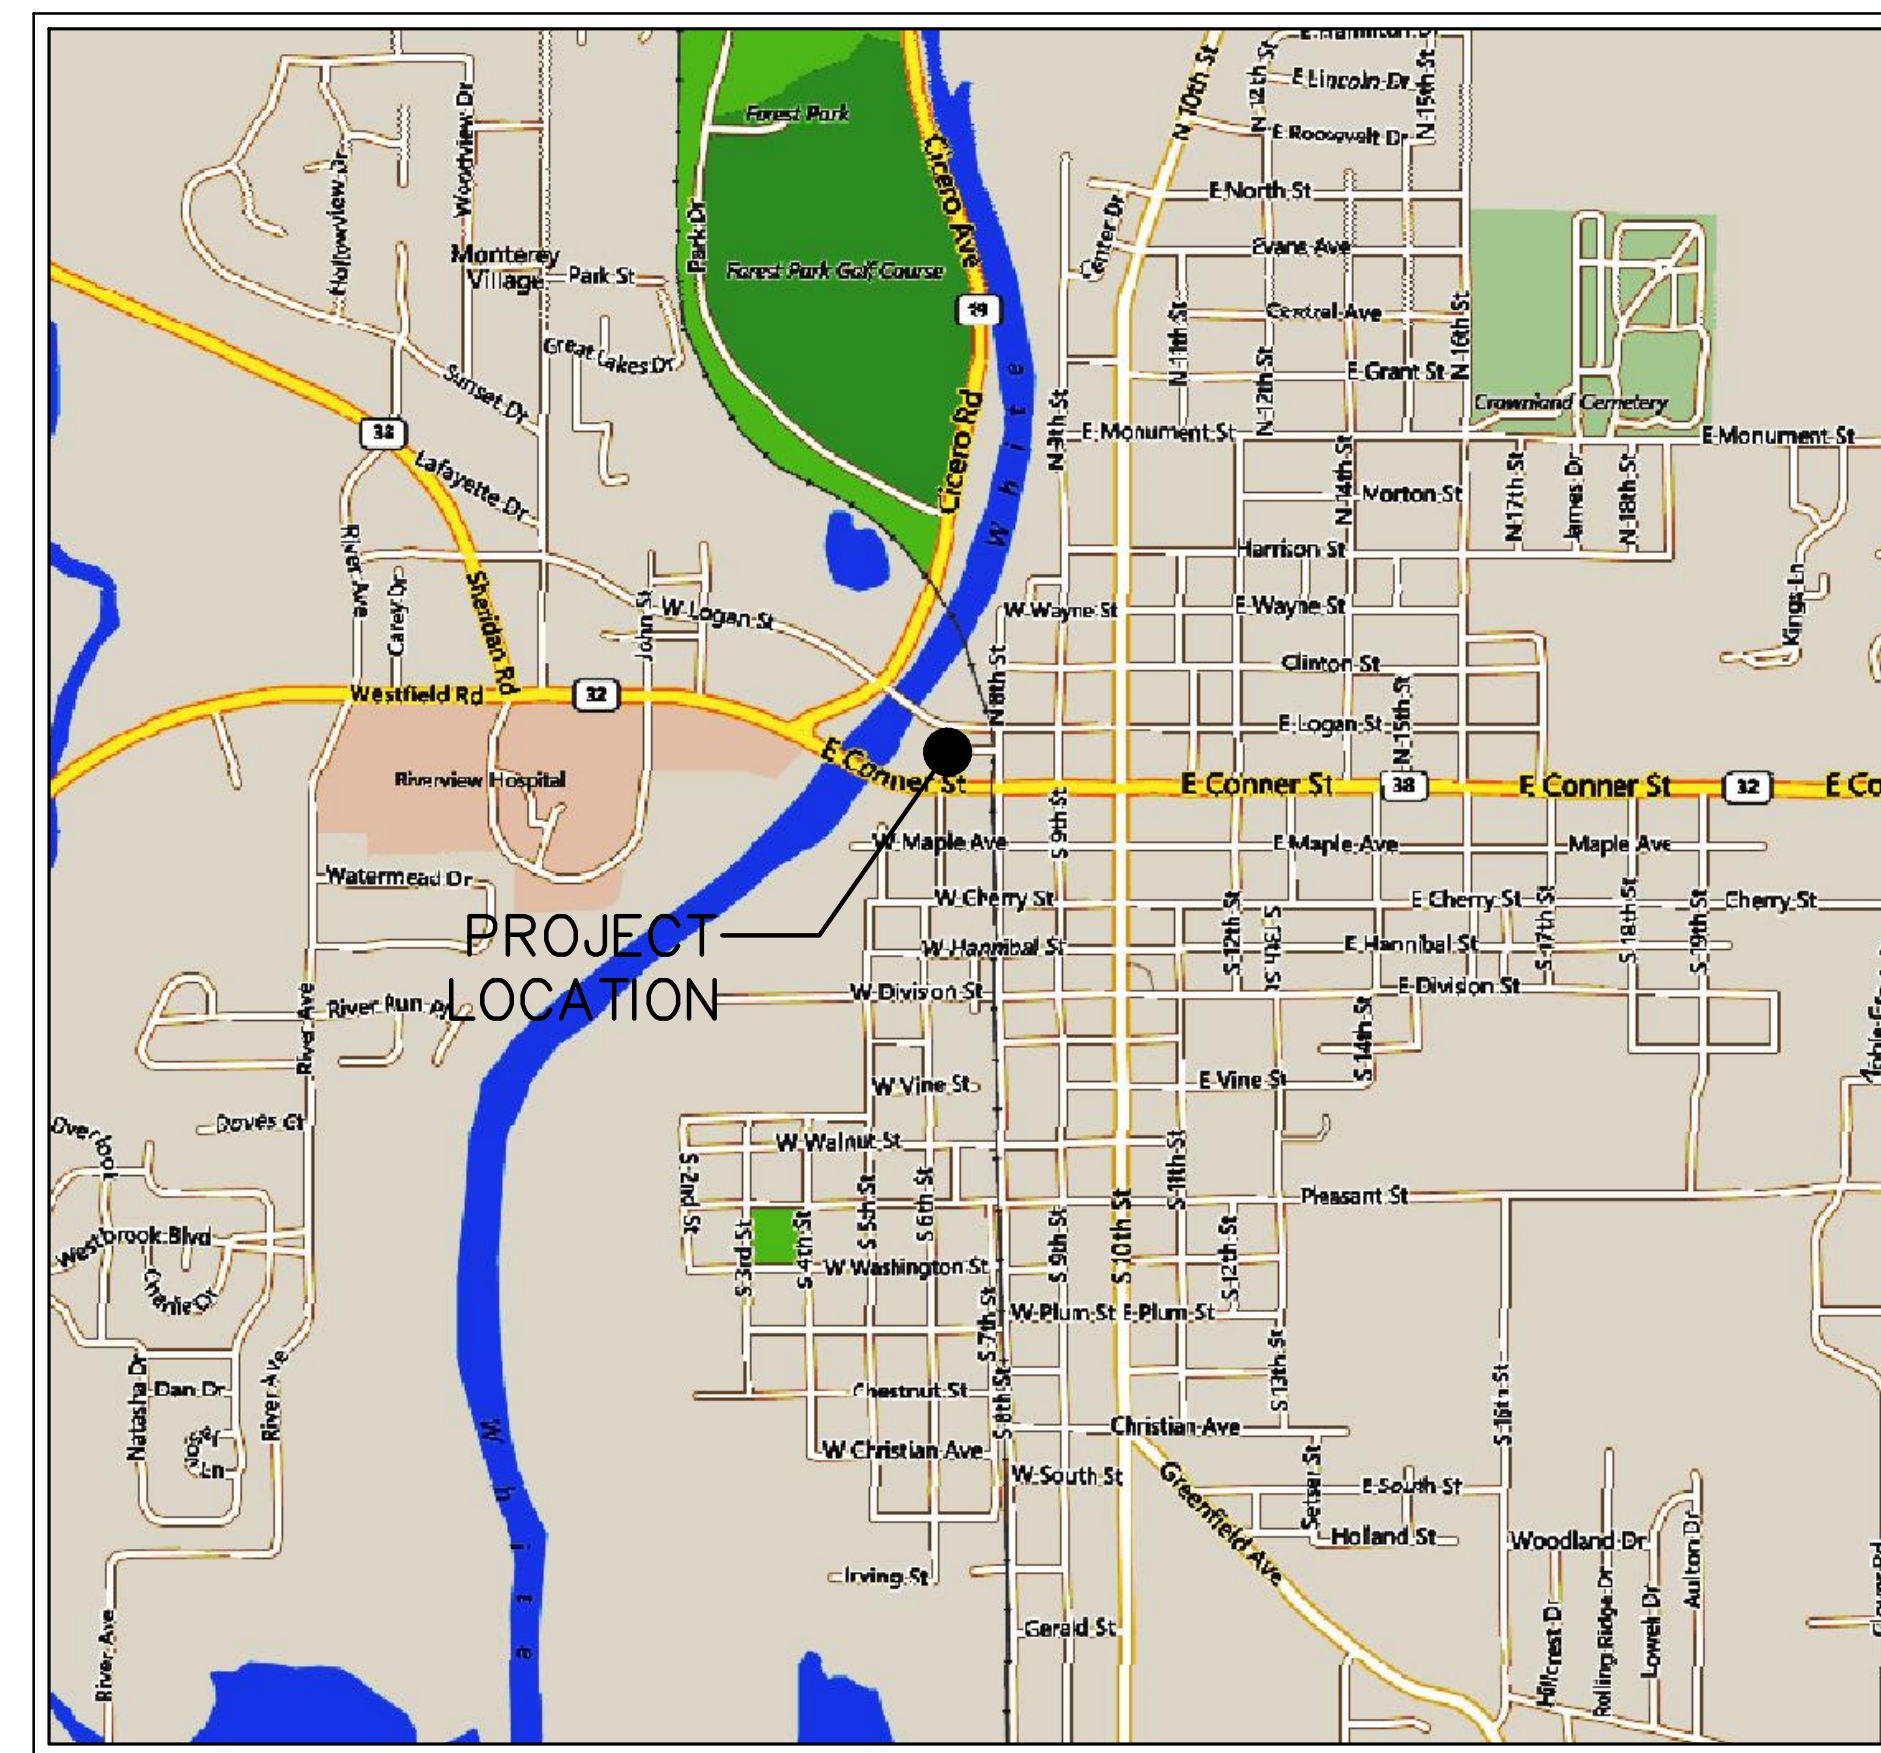 E Lincoln Dr
E Roosevelt Dr
N 10th St
N 12th St
N 15th St
Forest Park
Woodview Dr
Hollowview Dr
Park Dr
Cicero Ave
E North St
Center Dr
Evans Ave
Monterey
Village
Park St
Forest Park Golf Course
19
Central Ave
N 11th St
N 12th St
N 16th St
Great Lakes Dr
Sunset Dr
E Grant St
Crownland Cemetery
White
38
Cicero Rd
N 9th St
E Monument St
E Monument St
Lafayette Dr
N 14th St
Morton St
N 17th St
James Dr
N 18th St
River Ave
Harrison St
Carey Dr
Sheridan Rd
John St
W Logan St
W Wayne St
E Wayne St
Kings Ln
N 8th St
Clinton St
Westfield Rd
32
N 15th St
E Logan St
Riverview Hospital
E Conner St
E Conner St
38
E Conner St
32
E Co
S 9th St
W Maple Ave
E Maple Ave
Maple Ave
Watermead Dr
W Cherry St
E Cherry St
Cherry St
S 12th St
S 13th St
S 17th St
S 18th St
S 19th St
PROJECT
LOCATION
W Hannibal St
E Hannibal St
W Division St
E Division St
River Run Pl
River Ave
S 14th St
W Vine St
E Vine St
Doves Ct
Overlook
W Walnut St
S 2nd St
S 11th St
S 5th St
S 6th St
Pleasant St
Westbrook Blvd
S 3rd St
S 4th St
S 9th St
S 10th St
S 12th St
W Washington St
Charlie Dr
W Plum St
E Plum St
S 7th St
S 13th St
Natasha Dr
Dan Dr
River Ave
Chestnut St
S 8th St
S 16th St
Christian Ave
W Christian Ave
Ln
White
W South St
Greenfield Ave
Setser St
E South St
Holland St
Woodland Dr
Irving St
Hillcrest Dr
Rolling Ridge Dr
Lowell Dr
Aulton Dr
River Ave
Gerald St